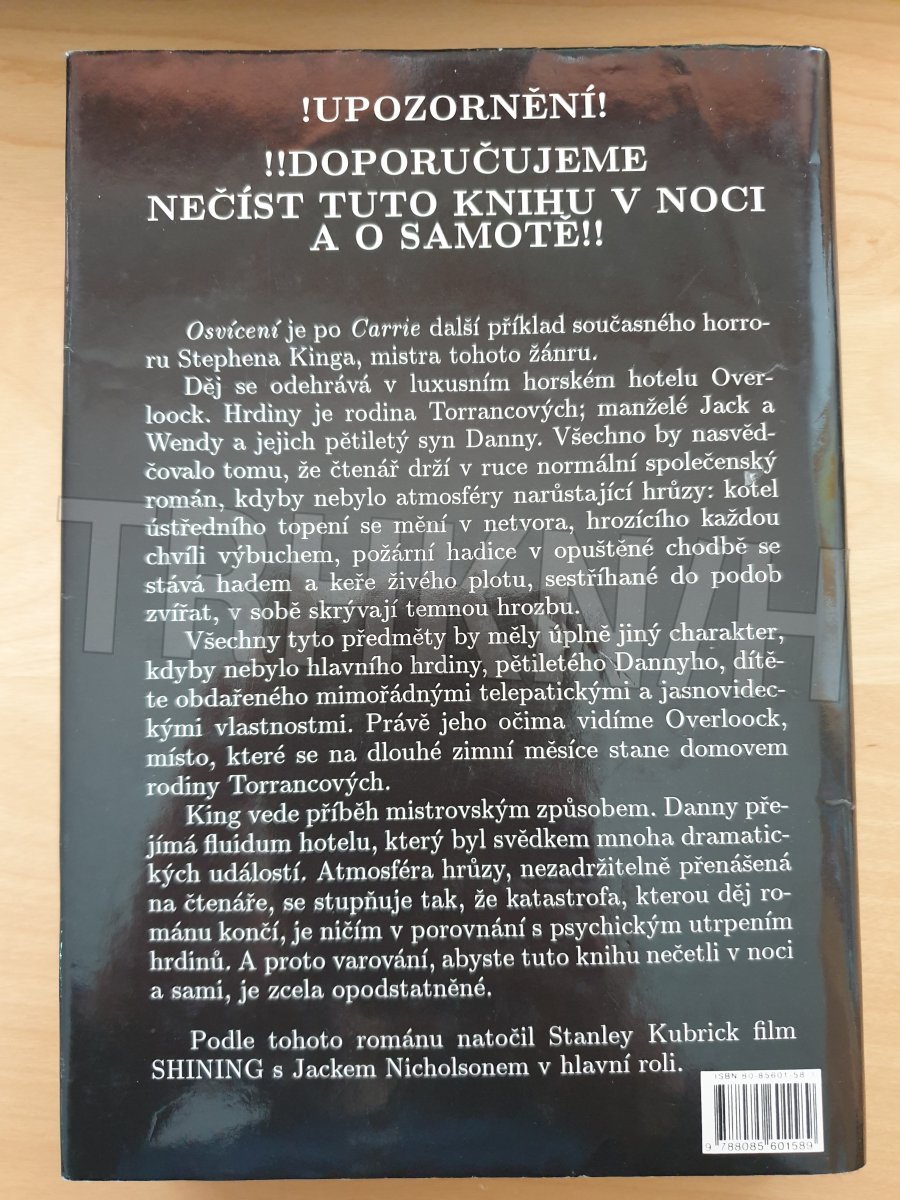 !UPOZORNĚNÍ!
!!DOPORUČUJEME
NEČÍST TUTO KNIHU V NOCI
A O SAMOTĚ!!
Osvícení je po Carrie další příklad současného horro-
ru Stephena Kinga, mistra tohoto žánru.
Děj se odehrává v luxusním horském hotelu Over-
loock. Hrdiny je rodina Torrancových; manželé Jack a
Wendy a jejich pětiletý syn Danny. Všechno by nasvěd-
čovalo tomu, že čtenář drží v ruce normální společenský
román, kdyby nebylo atmosféry narůstající hrůzy: kotel
ústředního topení se mění v netvora, hrozícího každou
chvíli výbuchem, požární hadice v opuštěné chodbě se
stává hadem a keře živého plotu, sestříhané do podob
zvířat, v sobě skrývají temnou hrozbu.
Všechny tyto předměty by měly úplně jiný charakter,
kdyby nebylo hlavního hrdiny, pětiletého Dannyho, dítě-
te obdařeného mimořádnými telepatickými a jasnovidec-
kými vlastnostmi. Právě jeho očima vidíme Overloock,
místo, které se na dlouhé zimní měsíce stane domovem
rodiny Torrancových.
King vede příběh mistrovským způsobem. Danny pře-
jímá fluidum hotelu, který byl svědkem mnoha dramatic-
kých událostí. Atmosféra hrůzy, nezadržitelně přenášená
na čtenáře, se stupňuje tak, že katastrofa, kterou děj ro-
mánu končí, je ničím v porovnání s psychickým utrpením
hrdinů. A proto varování, abyste tuto knihu nečetli v noci
a sami, je zcela opodstatněné.
Podle tohoto románu natočil Stanley Kubrick film
SHINING s Jackem Nicholsonem v hlavní roli.
ISBN 80-85601-58-
9 788085 601589